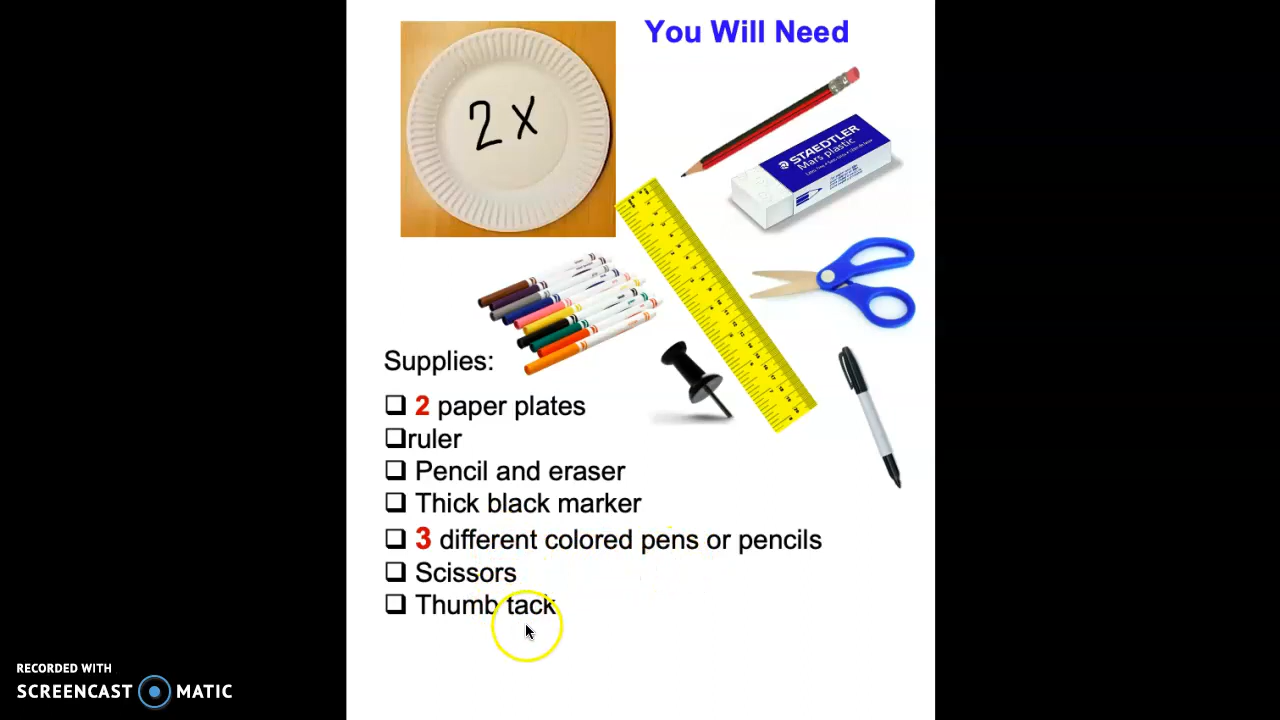 You Will Need
2 x
STAEDTLER
Mars plastic
Supplies:
❑ 2 paper plates
❑ruler
❑ Pencil and eraser
❑ Thick black marker
❑ 3 different colored pens or pencils
❑ Scissors
❑ Thumb tack
RECORDED WITH
SCREENCAST MATIC